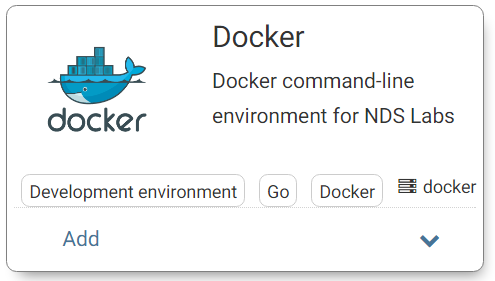 Docker
Docker command-line
environment for NDS Labs
docker
Development environment
Go
Docker
docker
Add